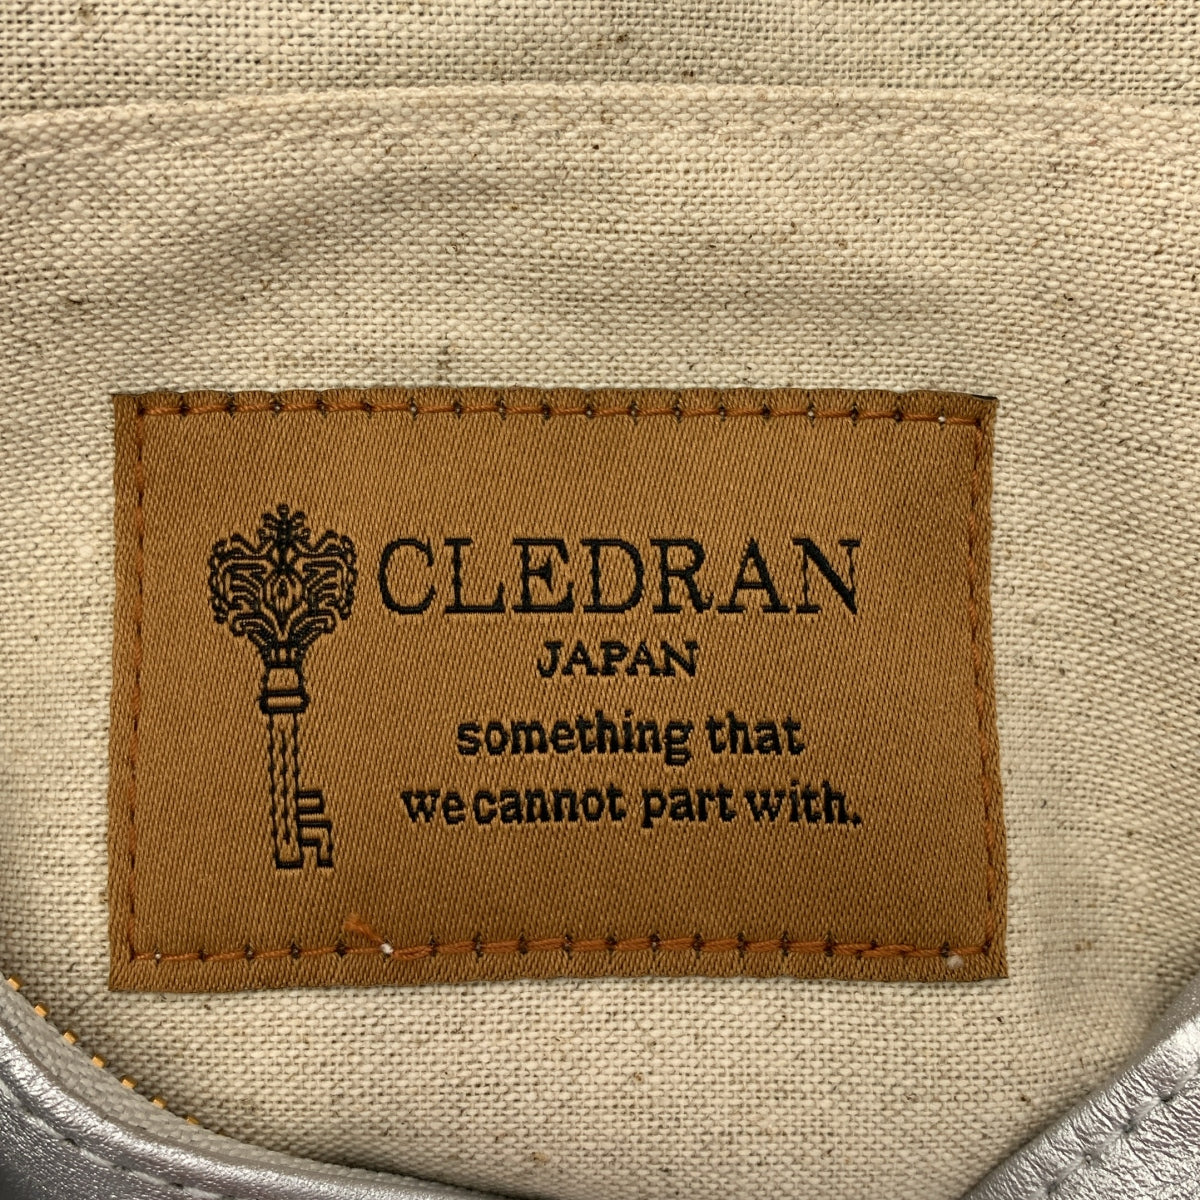 CLEDRAN
JAPAN
something that
we cannot part with.